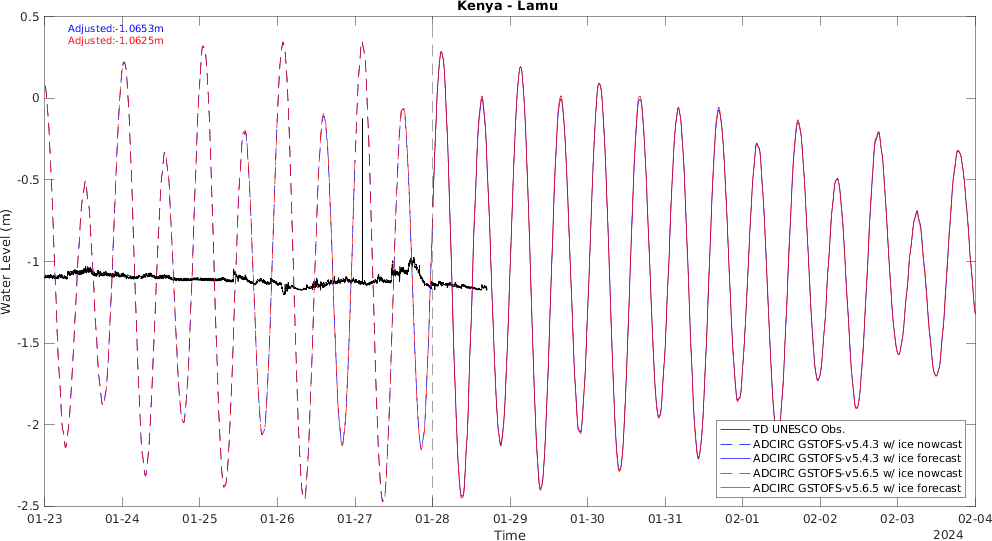 Kenya - Lamu
Adjusted:-1.0653m
Adjusted:-1.0625m
Water Level (m)
0.5
0
-0.5
-1
-1.5
-2
-2.5
TD UNESCO Obs.
ADCIRC GSTOFS-v5.4.3 w/ ice nowcast
ADCIRC GSTOFS-v5.4.3 w/ ice forecast
ADCIRC GSTOFS-v5.6.5 w/ ice nowcast
ADCIRC GSTOFS-v5.6.5 w/ ice forecast
01-23 01-24 01-25 01-26 01-27 01-28 01-29 01-30 01-31 02-01 02-02 02-03 02-04
Time
2024